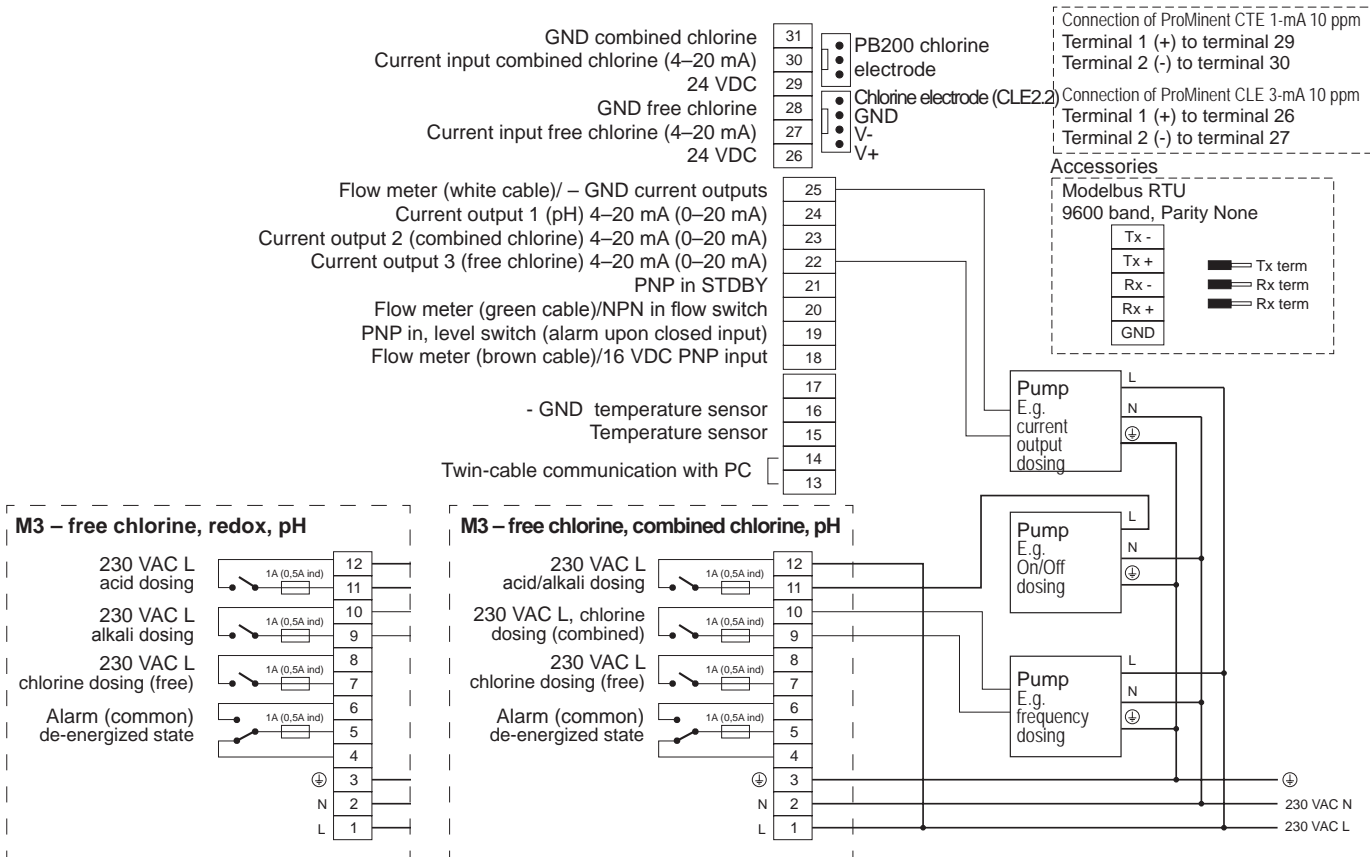 GND combined chlorine 31
Current input combined chlorine (4–20 mA) 30
24 VDC 29
GND free chlorine 28
Current input free chlorine (4–20 mA) 27
24 VDC 26
PB200 chlorine
electrode
Chlorine electrode (CLE2.2)
GND
V-
V+
Connection of ProMinent CTE 1-mA 10 ppm
Terminal 1 (+) to terminal 29
Terminal 2 (-) to terminal 30
Connection of ProMinent CLE 3-mA 10 ppm
Terminal 1 (+) to terminal 26
Terminal 2 (-) to terminal 27
Accessories
Modelbus RTU
9600 band, Parity None
Tx -
Tx +
Rx -
Rx +
GND
Tx term
Rx term
Rx term
Flow meter (white cable)/ – GND current outputs 25
Current output 1 (pH) 4–20 mA (0–20 mA) 24
Current output 2 (combined chlorine) 4–20 mA (0–20 mA) 23
Current output 3 (free chlorine) 4–20 mA (0–20 mA) 22
PNP in STDBY 21
Flow meter (green cable)/NPN in flow switch 20
PNP in, level switch (alarm upon closed input) 19
Flow meter (brown cable)/16 VDC PNP input 18
17
- GND temperature sensor 16
Temperature sensor 15
14
Twin-cable communication with PC
13
Pump
E.g.
current
output
dosing
L
N
Pump
E.g.
On/Off
dosing
L
N
Pump
E.g.
frequency
dosing
L
N
M3 – free chlorine, redox, pH
230 VAC L
acid dosing
1A (0,5A ind)
12
11
230 VAC L
alkali dosing
1A (0,5A ind)
10
9
230 VAC L
chlorine dosing (free)
1A (0,5A ind)
8
7
Alarm (common)
de-energized state
1A (0,5A ind)
6
5
4
3
N 2
L 1
M3 – free chlorine, combined chlorine, pH
230 VAC L
acid/alkali dosing
1A (0,5A ind)
12
11
230 VAC L, chlorine
dosing (combined)
1A (0,5A ind)
10
9
230 VAC L
chlorine dosing (free)
1A (0,5A ind)
8
7
Alarm (common)
de-energized state
1A (0,5A ind)
6
5
4
3
N 2
L 1
230 VAC N
230 VAC L